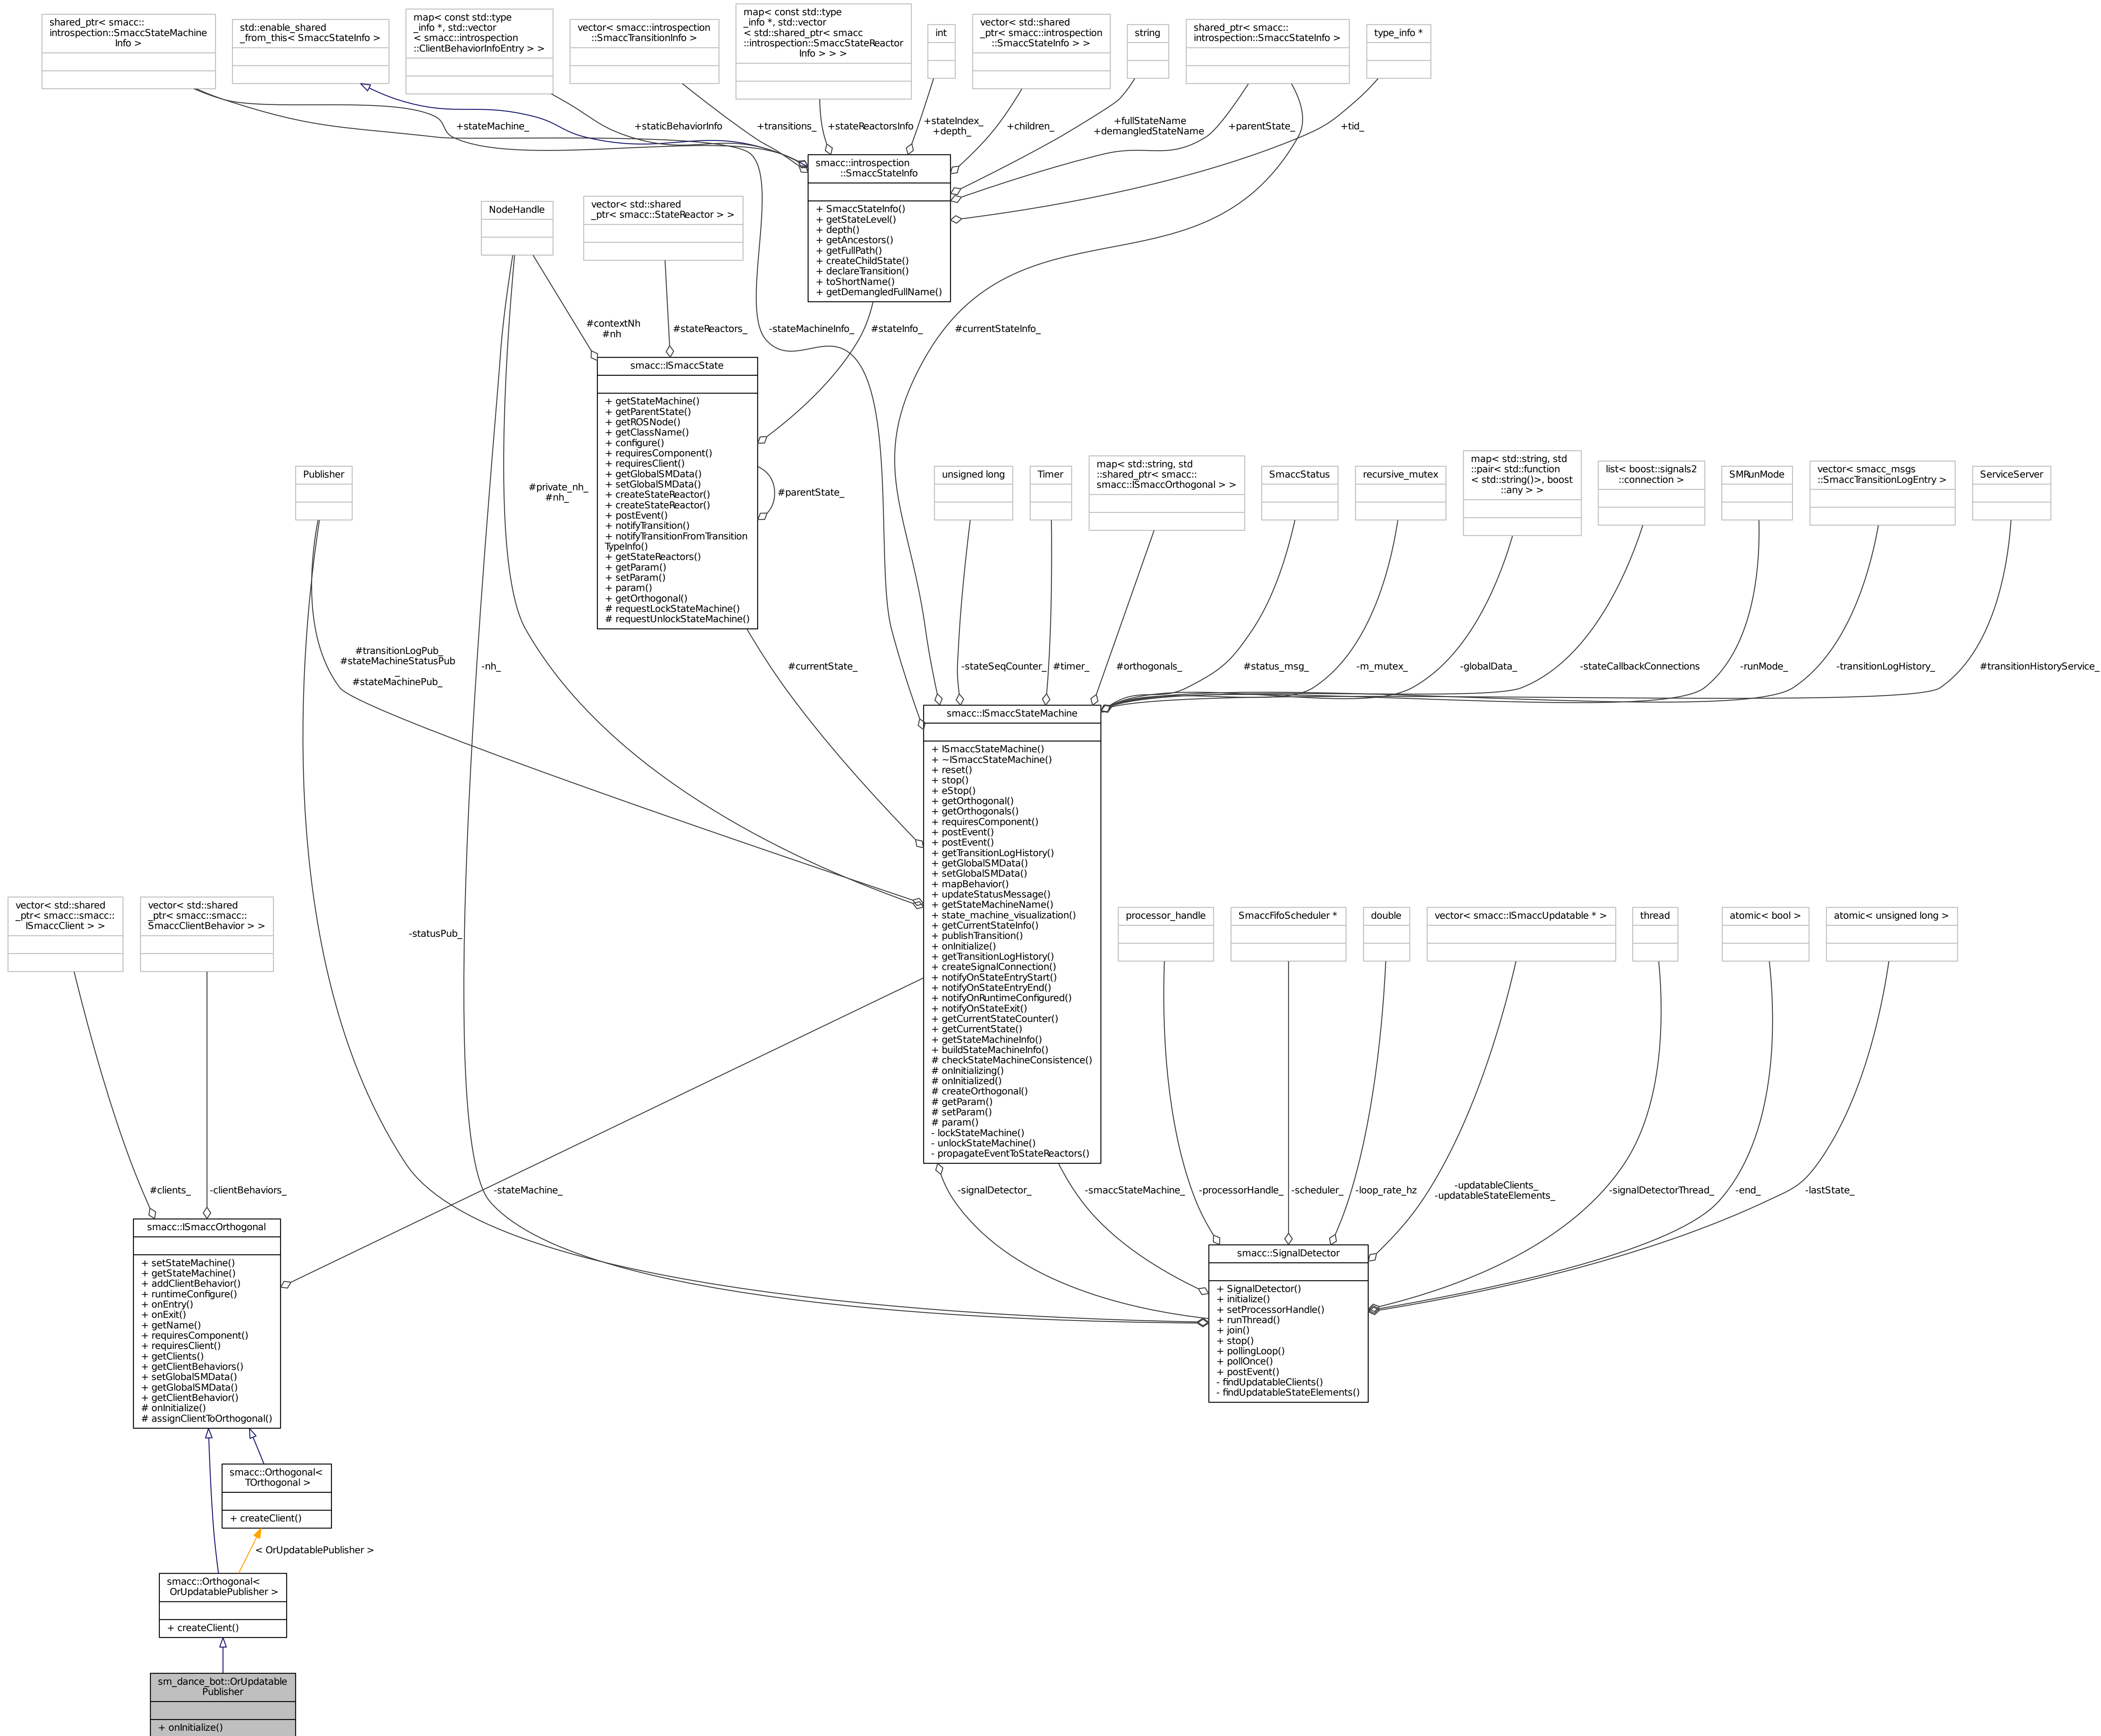 shared_ptr< smacc::
introspection::SmaccStateMachine
Info >
std::enable_shared
_from_this< SmaccStateInfo >
map< const std::type
_info *, std::vector
< smacc::introspection
::ClientBehaviorInfoEntry > >
vector< smacc::introspection
::SmaccTransitionInfo >
map< const std::type
_info *, std::vector
< std::shared_ptr< smacc
::introspection::SmaccStateReactor
Info > > >
int
vector< std::shared
_ptr< smacc::introspection
::SmaccStateInfo > >
string
shared_ptr< smacc::
introspection::SmaccStateInfo >
type_info *
+stateMachine_
+staticBehaviorInfo
+transitions_
+stateReactorsInfo
+stateIndex_
+depth_
+children_
+fullStateName
+demangledStateName
+parentState_
+tid_
smacc::introspection
::SmaccStateInfo
+ SmaccStateInfo()
+ getStateLevel()
+ depth()
+ getAncestors()
+ getFullPath()
+ createChildState()
+ declareTransition()
+ toShortName()
+ getDemangledFullName()
NodeHandle
vector< std::shared
_ptr< smacc::StateReactor > >
#contextNh
#nh
#stateReactors_
-stateMachineInfo_
#stateInfo_
#currentStateInfo_
smacc::ISmaccState
+ getStateMachine()
+ getParentState()
+ getROSNode()
+ getClassName()
+ configure()
+ requiresComponent()
+ requiresClient()
+ getGlobalSMData()
+ setGlobalSMData()
+ createStateReactor()
+ createStateReactor()
+ postEvent()
+ notifyTransition()
+ notifyTransitionFromTransition
TypeInfo()
+ getStateReactors()
+ getParam()
+ setParam()
+ param()
+ getOrthogonal()
# requestLockStateMachine()
# requestUnlockStateMachine()
#parentState_
Publisher
#private_nh_
#nh_
unsigned long
Timer
map< std::string, std
::shared_ptr< smacc::
smacc::ISmaccOrthogonal > >
SmaccStatus
recursive_mutex
map< std::string, std
::pair< std::function
< std::string()>, boost
::any > >
list< boost::signals2
::connection >
SMRunMode
vector< smacc_msgs
::SmaccTransitionLogEntry >
ServiceServer
#transitionLogPub_
#stateMachineStatusPub
_
#stateMachinePub_
-nh_
#currentState_
-stateSeqCounter_
#timer_
#orthogonals_
#status_msg_
-m_mutex_
-globalData_
-stateCallbackConnections
-runMode_
-transitionLogHistory_
#transitionHistoryService_
smacc::ISmaccStateMachine
+ ISmaccStateMachine()
+ ~ISmaccStateMachine()
+ reset()
+ stop()
+ eStop()
+ getOrthogonal()
+ getOrthogonals()
+ requiresComponent()
+ postEvent()
+ postEvent()
+ getTransitionLogHistory()
+ getGlobalSMData()
+ setGlobalSMData()
+ mapBehavior()
+ updateStatusMessage()
+ getStateMachineName()
+ state_machine_visualization()
+ getCurrentStateInfo()
+ publishTransition()
+ onInitialize()
+ getTransitionLogHistory()
+ createSignalConnection()
+ notifyOnStateEntryStart()
+ notifyOnStateEntryEnd()
+ notifyOnRuntimeConfigured()
+ notifyOnStateExit()
+ getCurrentStateCounter()
+ getCurrentState()
+ getStateMachineInfo()
+ buildStateMachineInfo()
# checkStateMachineConsistence()
# onInitializing()
# onInitialized()
# createOrthogonal()
# getParam()
# setParam()
# param()
- lockStateMachine()
- unlockStateMachine()
- propagateEventToStateReactors()
vector< std::shared
_ptr< smacc::smacc::
ISmaccClient > >
vector< std::shared
_ptr< smacc::smacc::
SmaccClientBehavior > >
-statusPub_
processor_handle
SmaccFifoScheduler *
double
vector< smacc::ISmaccUpdatable * >
thread
atomic< bool >
atomic< unsigned long >
#clients_
-clientBehaviors_
-stateMachine_
-signalDetector_
-smaccStateMachine_
-processorHandle_
-scheduler_
-loop_rate_hz
-updatableClients_
-updatableStateElements_
-signalDetectorThread_
-end_
-lastState_
smacc::ISmaccOrthogonal
+ setStateMachine()
+ getStateMachine()
+ addClientBehavior()
+ runtimeConfigure()
+ onEntry()
+ onExit()
+ getName()
+ requiresComponent()
+ requiresClient()
+ getClients()
+ getClientBehaviors()
+ setGlobalSMData()
+ getGlobalSMData()
+ getClientBehavior()
# onInitialize()
# assignClientToOrthogonal()
smacc::SignalDetector
+ SignalDetector()
+ initialize()
+ setProcessorHandle()
+ runThread()
+ join()
+ stop()
+ pollingLoop()
+ pollOnce()
+ postEvent()
- findUpdatableClients()
- findUpdatableStateElements()
smacc::Orthogonal<
TOrthogonal >
+ createClient()
< OrUpdatablePublisher >
smacc::Orthogonal<
OrUpdatablePublisher >
+ createClient()
sm_dance_bot::OrUpdatable
Publisher
+ onInitialize()